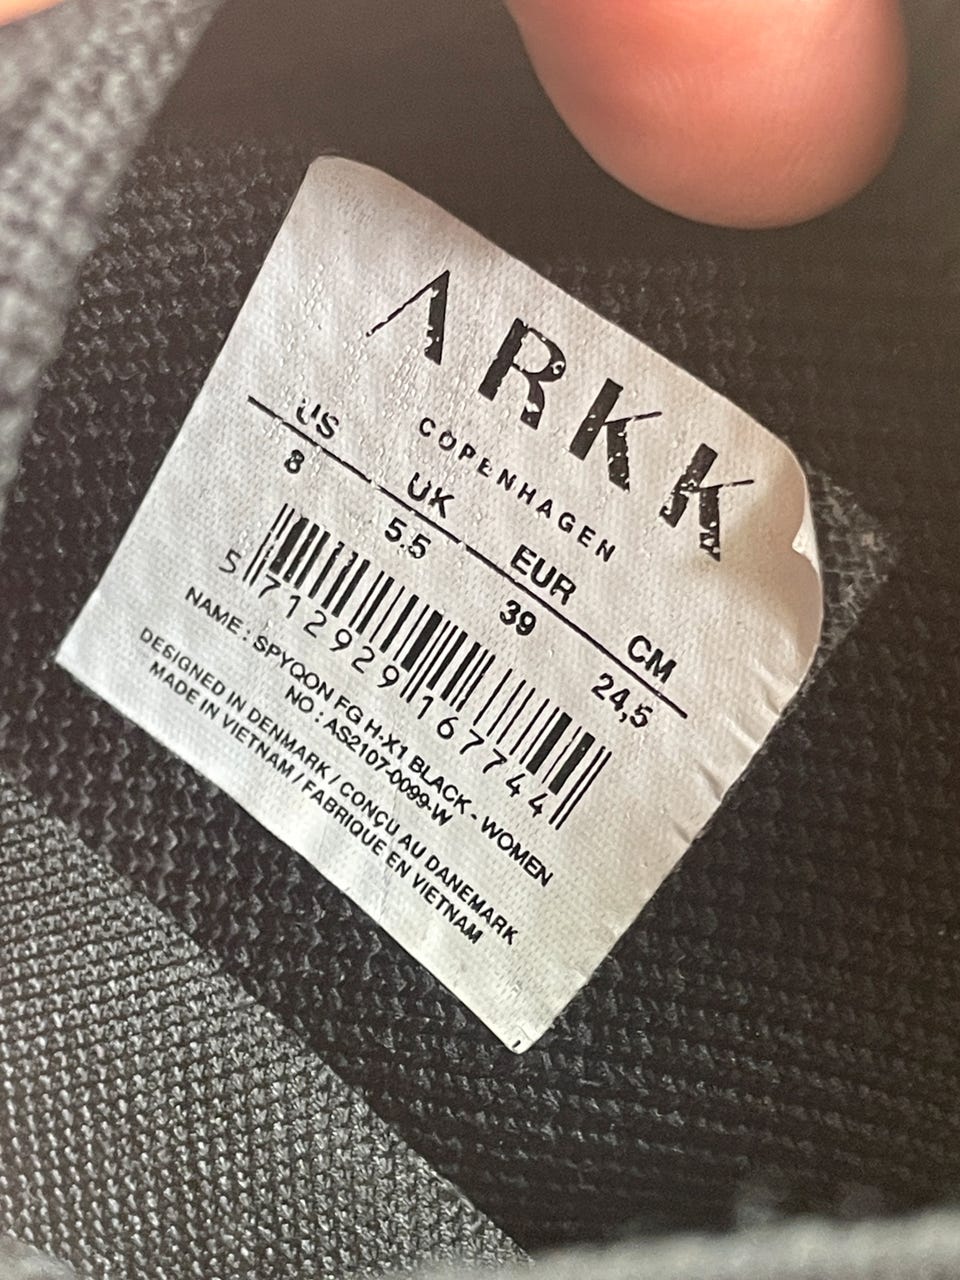 ARKK
COPENHAGEN
US UK EUR CM
8 5.5 39 24,5
5 712929 167744
NAME : SPYQON FG H-X1 BLACK - WOMEN
NO : AS2107-0099-W
DESIGNED IN DENMARK / CONÇU AU DANEMARK
MADE IN VIETNAM / FABRIQUE EN VIETNAM